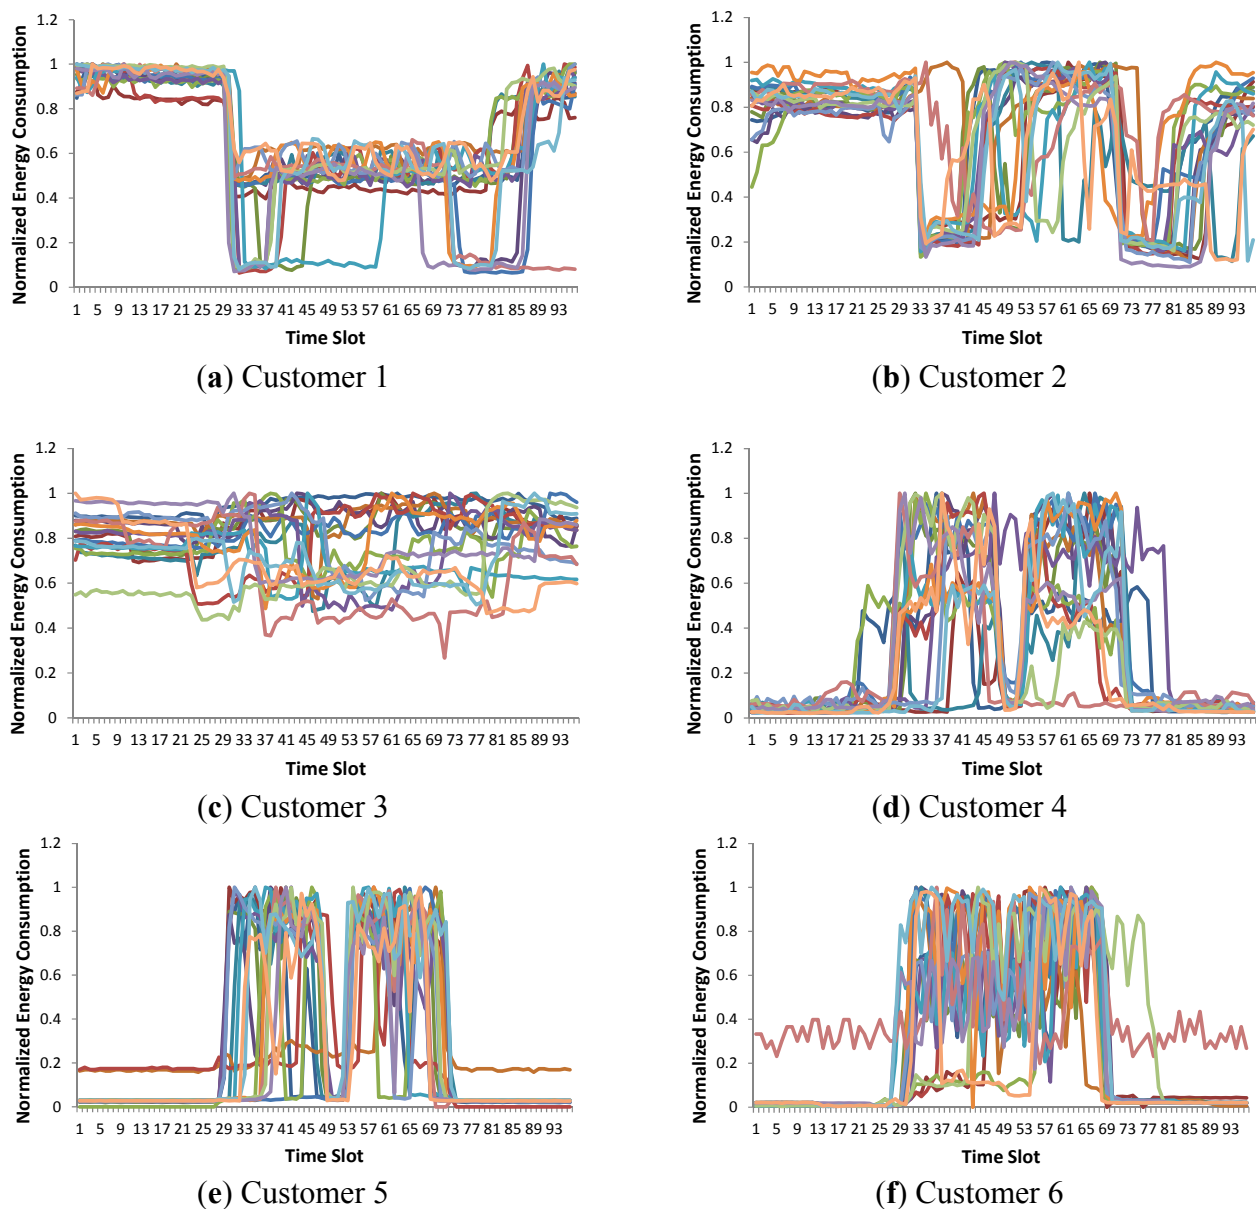 Normalized Energy Consumption
1.2
1
0.8
0.6
0.4
0.2
0
1 5 9 13 17 21 25 29 33 37 41 45 49 53 57 61 65 69 73 77 81 85 89 93
Time Slot
(a) Customer 1
Normalized Energy Consumption
1.2
1
0.8
0.6
0.4
0.2
0
1 5 9 13 17 21 25 29 33 37 41 45 49 53 57 61 65 69 73 77 81 85 89 93
Time Slot
(b) Customer 2
Normalized Energy Consumption
1.2
1
0.8
0.6
0.4
0.2
0
1 5 9 13 17 21 25 29 33 37 41 45 49 53 57 61 65 69 73 77 81 85 89 93
Time Slot
(c) Customer 3
Normalized Energy Consumption
1.2
1
0.8
0.6
0.4
0.2
0
1 5 9 13 17 21 25 29 33 37 41 45 49 53 57 61 65 69 73 77 81 85 89 93
Time Slot
(d) Customer 4
Normalized Energy Consumption
1.2
1
0.8
0.6
0.4
0.2
0
1 5 9 13 17 21 25 29 33 37 41 45 49 53 57 61 65 69 73 77 81 85 89 93
Time Slot
(e) Customer 5
Normalized Energy Consumption
1.2
1
0.8
0.6
0.4
0.2
0
1 5 9 13 17 21 25 29 33 37 41 45 49 53 57 61 65 69 73 77 81 85 89 93
Time Slot
(f) Customer 6